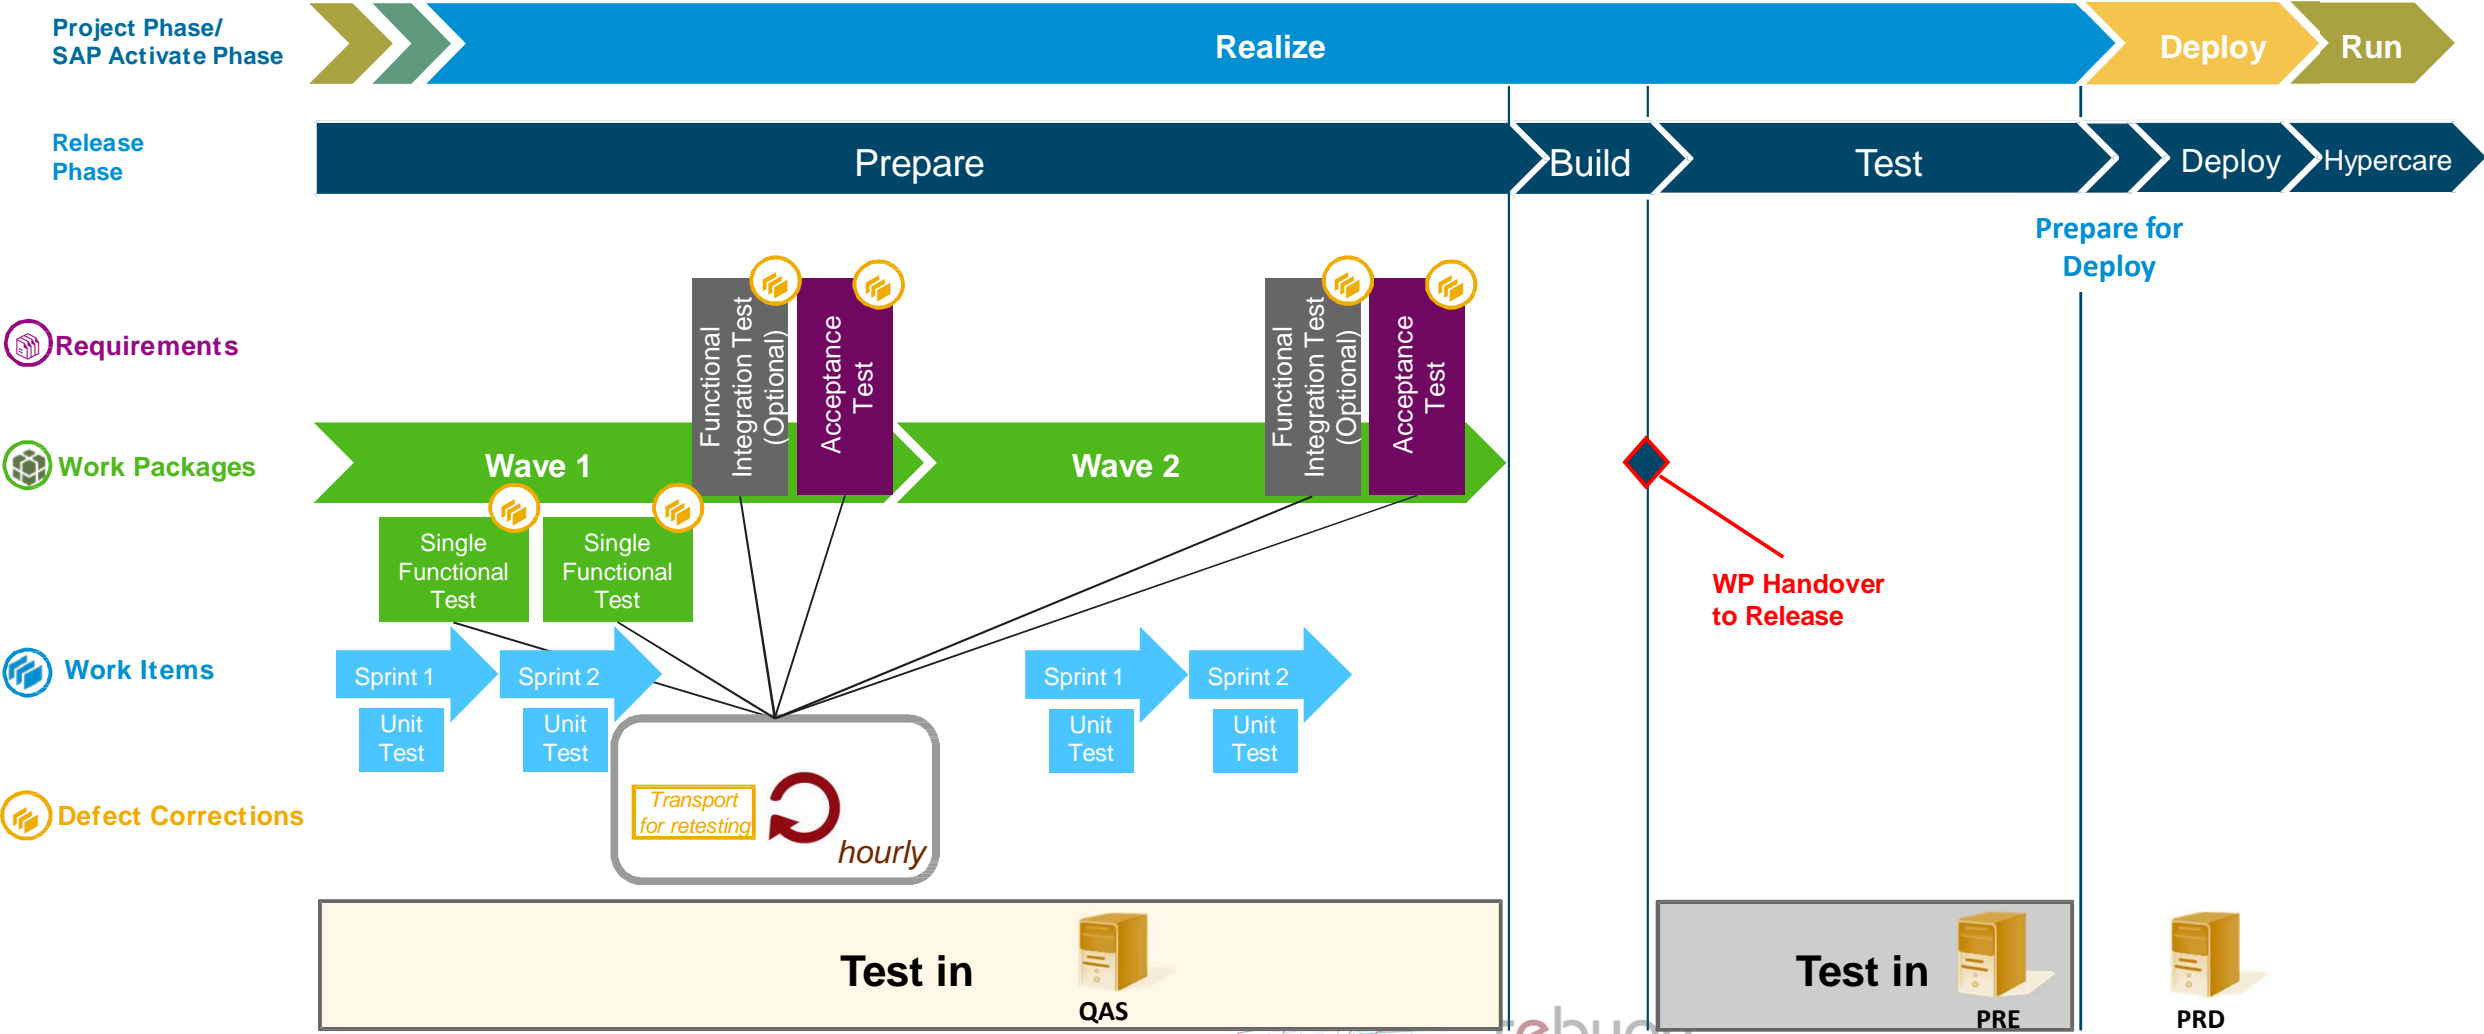 Project Phase/
SAP Activate Phase
Realize
Deploy
Run
Release
Phase
Prepare
Build
Test
Deploy
Hypercare
Prepare for
Deploy
Requirements
Functional
Integration Test
(Optional)
Acceptance
Test
Functional
Integration Test
(Optional)
Acceptance
Test
Work Packages
Wave 1
Wave 2
Single
Functional
Test
Single
Functional
Test
WP Handover
to Release
Work Items
Sprint 1
Sprint 2
Sprint 1
Sprint 2
Unit
Test
Unit
Test
Unit
Test
Unit
Test
Defect Corrections
Transport
for retesting
hourly
Test in
QAS
Test in
PRE
PRD